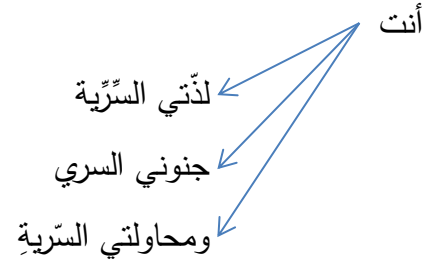 أنت
لذّتي السِّرِّية
جنوني السري
ومحاولتي السّريةِ